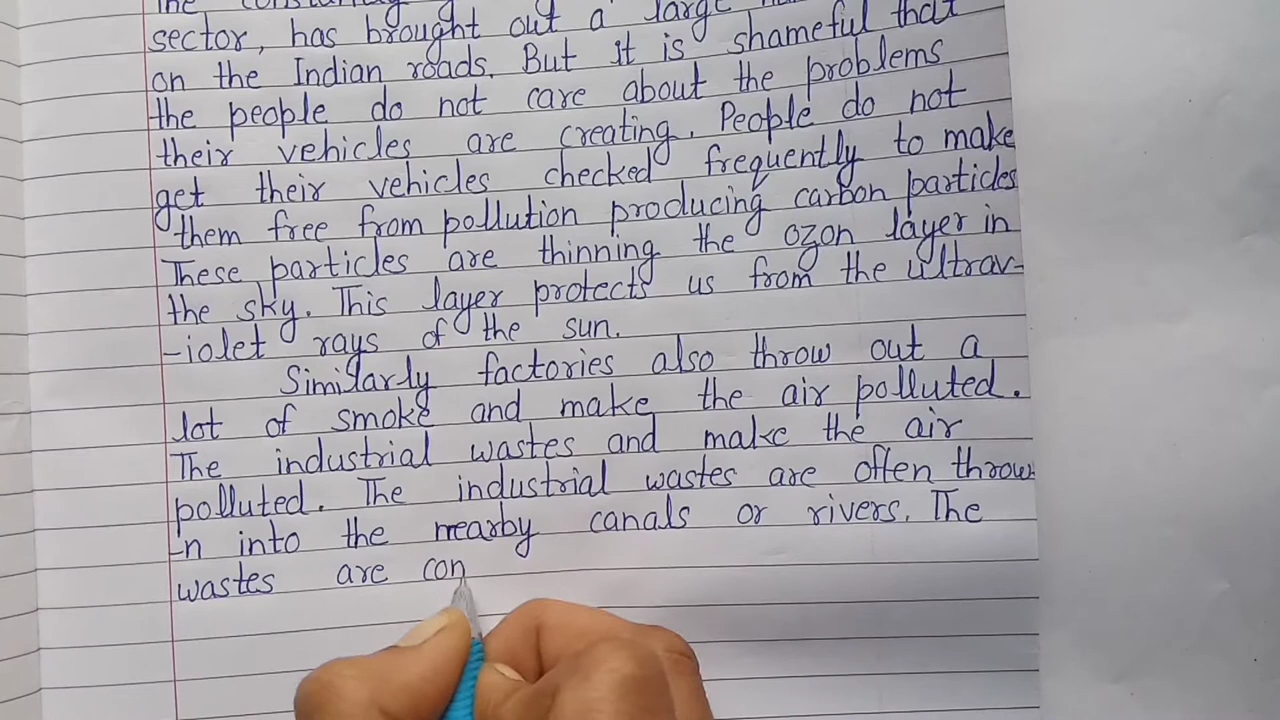 The
sector, has brought out a large
on the Indian roads. But it is shameful that
the people do not care about the problems
their vehicles are creating. People do not
get their vehicles checked frequently to make
them free from pollution producing carbon particles
These particles are thinning the ozon layer in
the sky. This layer protects us from the ultrav-
-iolet rays of the sun.
Similarly factories also throw out a
lot of smoke and make the air polluted.
The industrial wastes and make the air
polluted. The industrial wastes are often throw-
-n into the nearby canals or rivers. The
wastes are con